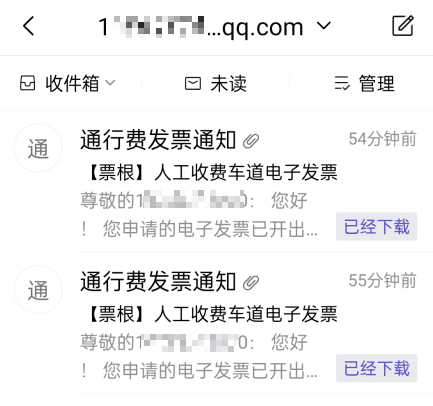 1...qq.com
收件箱
未读
管理
通
通行费发票通知
54分钟前
【票根】人工收费车道电子发票
尊敬的1 0： 您好
！ 您申请的电子发票已开出...
已经下载
通
通行费发票通知
55分钟前
【票根】人工收费车道电子发票
尊敬的1 0： 您好
！ 您申请的电子发票已开出...
已经下载